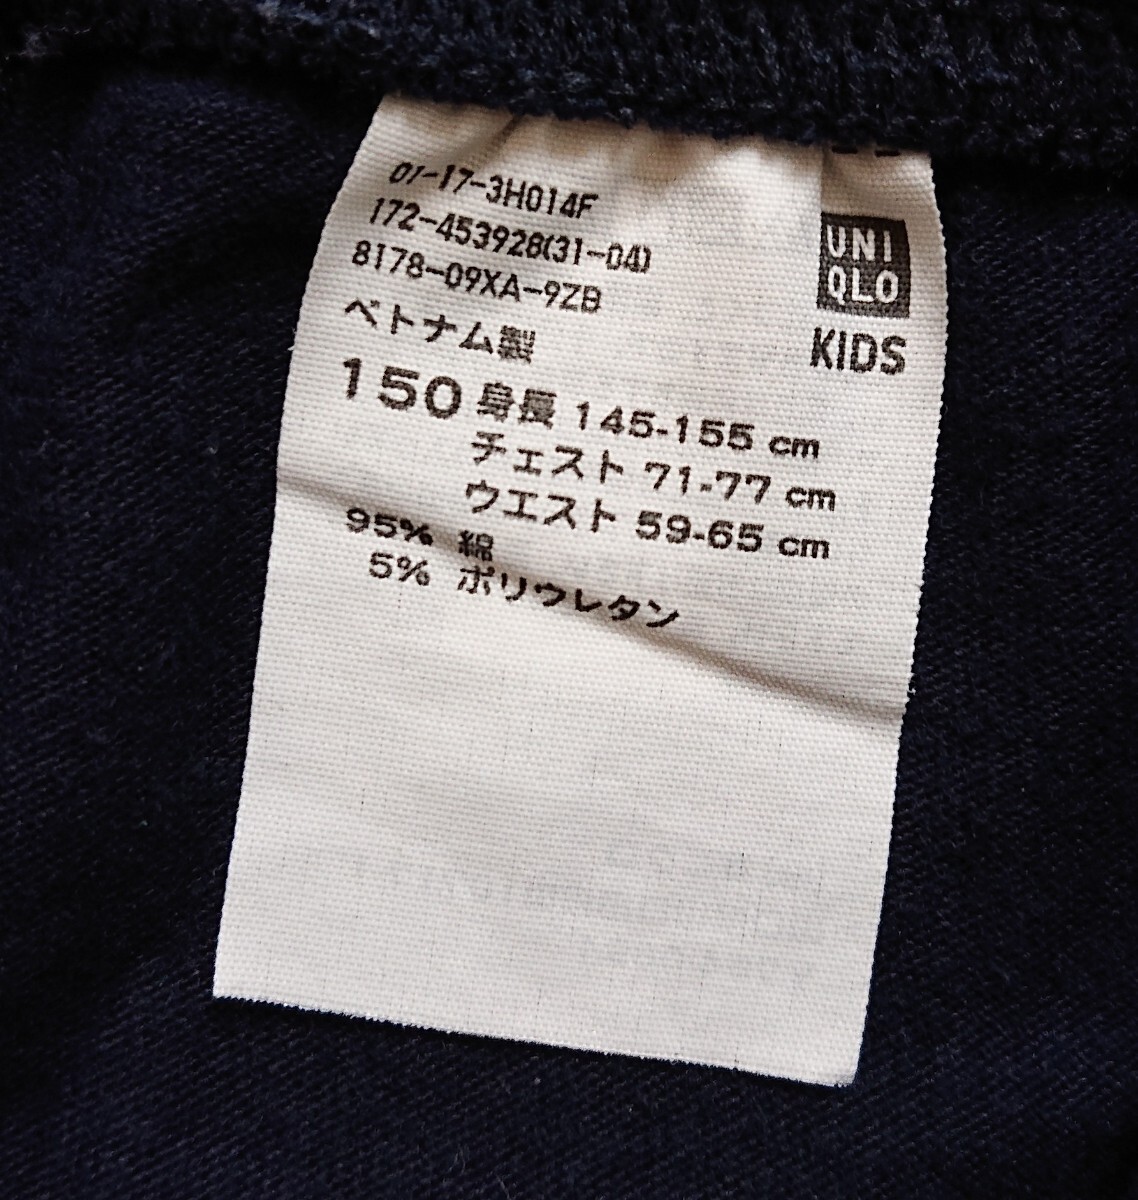 01-17-3H014F
172-453928(31-04)
8178-09XA-9ZB
ベトナム製
UNI
QLO
KIDS
150 身長 145-155 cm
チェスト 71-77 cm
ウエスト 59-65 cm
95% 綿
5% ポリウレタン